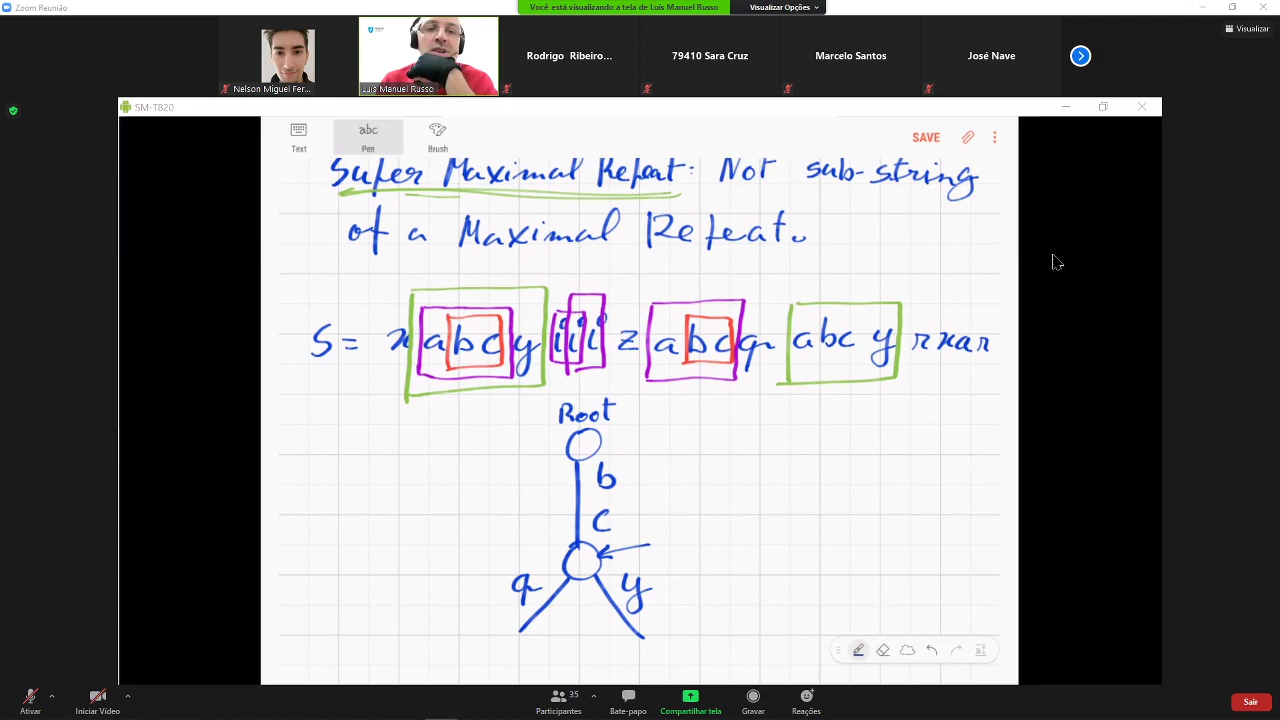 Zoom Reunião
Você está visualizando a tela de Luís Manuel Russo
Visualizar Opções
Visualizar
Nelson Miguel Fer...
Luís Manuel Russo
Rodrigo Ribeiro...
79410 Sara Cruz
Marcelo Santos
José Nave
SM-T820
Text
abc
Pen
Brush
SAVE
Super Maximal Repeat: Not sub-string
of a Maximal Repeat.
S = x abc y iii z abc q abc y r x a r
Root
b
c
q y
Ativar
Iniciar Vídeo
35
Participantes
Bate-papo
Compartilhar tela
Gravar
Reações
Sair